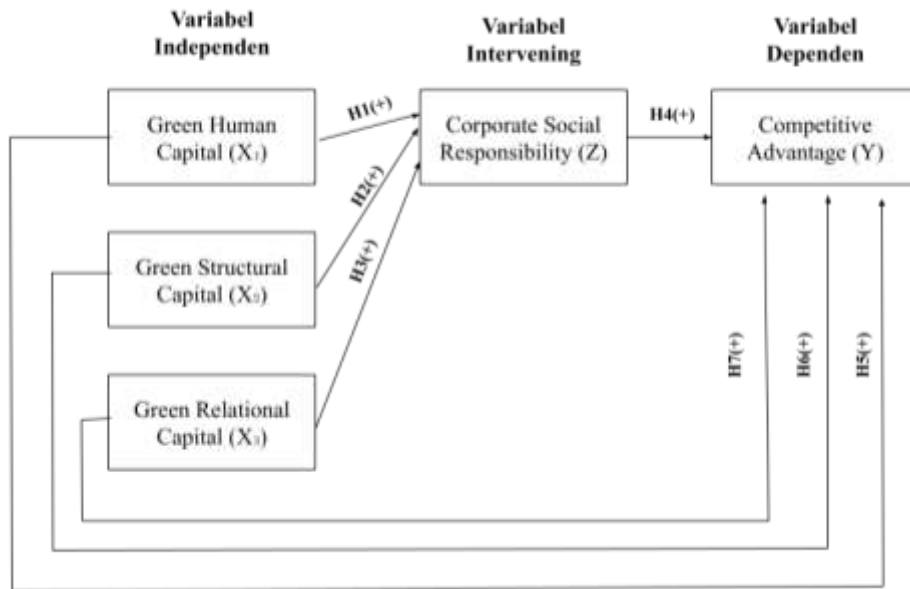 Variabel
Independen
Variabel
Intervening
Variabel
Dependen
Green Human
Capital (X₁)
H1(+)
Corporate Social
Responsibility (Z)
H4(+)
Competitive
Advantage (Y)
H2(+)
Green Structural
Capital (X₂)
H3(+)
Green Relational
Capital (X₃)
H7(+)
H6(+)
H5(+)